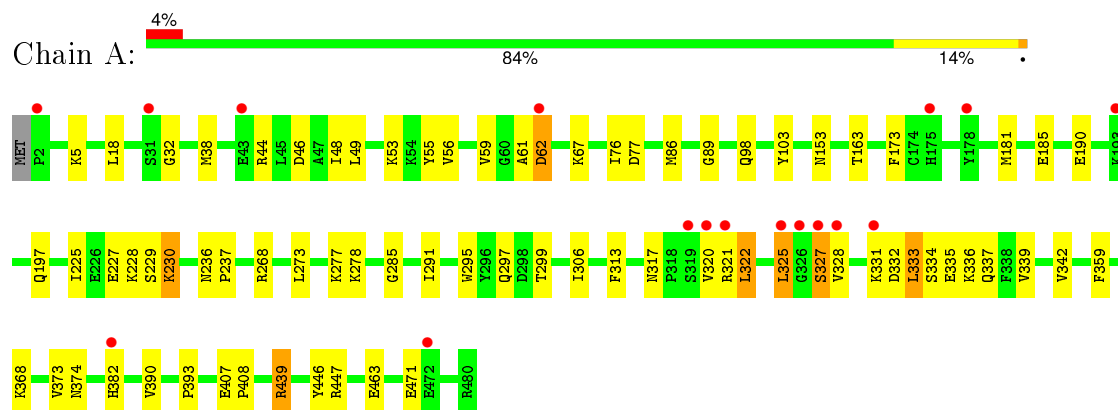 4%
Chain A:
84% 14% •
MET P2 K5 L18 S31 G32 M38 E43 R44 L45 D46 A47 I48 L49 K53 K54 Y55 V56 V59 G60 A61 D62 K67 I76 D77 M86 G89 Q98 Y103 N153 T163 F173 C174 H175 Y178 M181 E185 E190 K193
Q197 I225 E226 E227 K228 S229 K230 N236 P237 R268 L273 K277 K278 G285 I291 W295 Y296 Q297 D298 T299 I306 F313 N317 P318 S319 V320 R321 L322 L325 G326 S327 V328 K331 D332 L333 S334 E335 K336 Q337 F338 V339 V342 F359
K368 V373 N374 H382 V390 P393 E407 P408 R439 Y446 R447 E463 E471 E472 R480